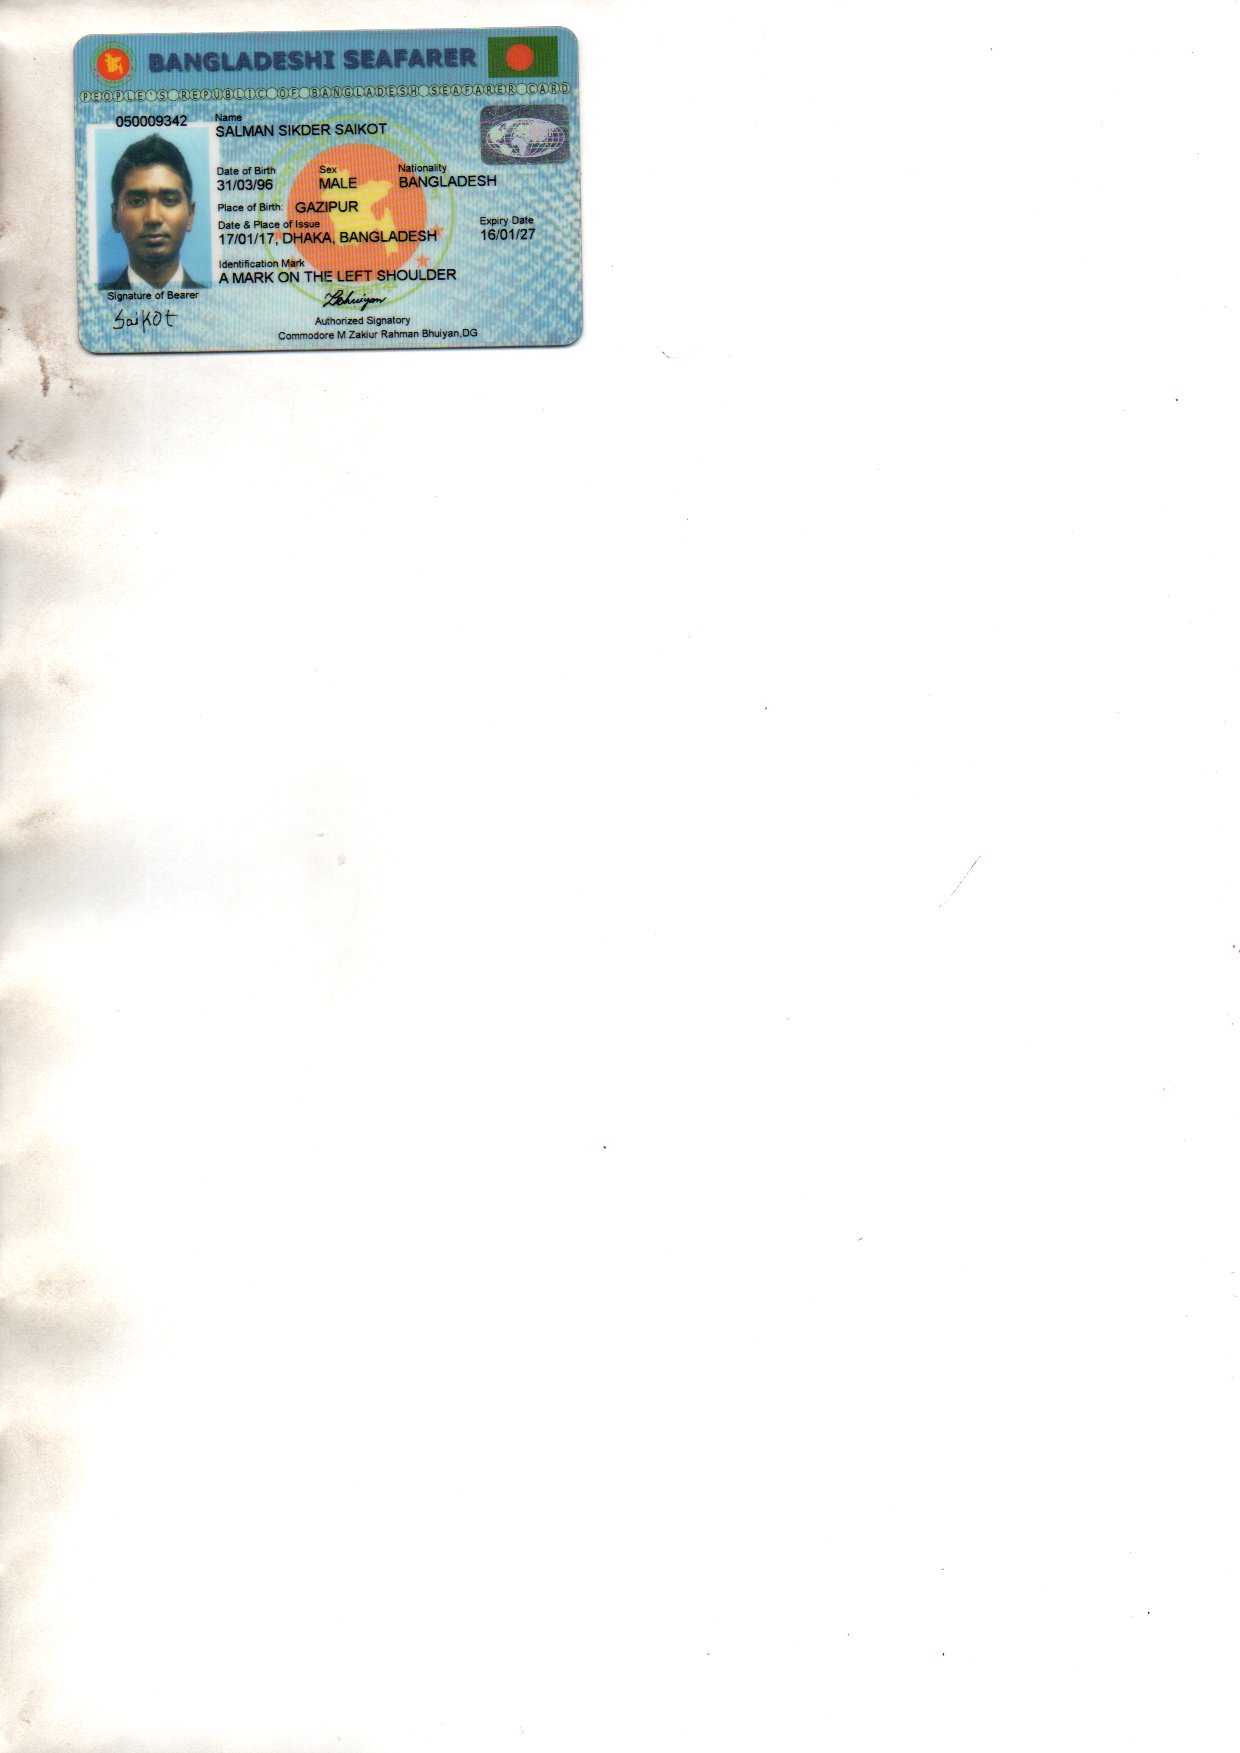 BANGLADESHI SEAFARER
PEOPLE'S REPUBLIC OF BANGLADESH SEAFARER CARD
050009342
Name
SALMAN SIKDER SAIKOT
Date of Birth Sex Nationality
31/03/96 MALE BANGLADESH
Place of Birth: GAZIPUR
Date & Place of Issue Expiry Date
17/01/17, DHAKA, BANGLADESH 16/01/27
Identification Mark
A MARK ON THE LEFT SHOULDER
Signature of Bearer
Saikot
Authorized Signatory
Commodore M Zakiur Rahman Bhuiyan,DG